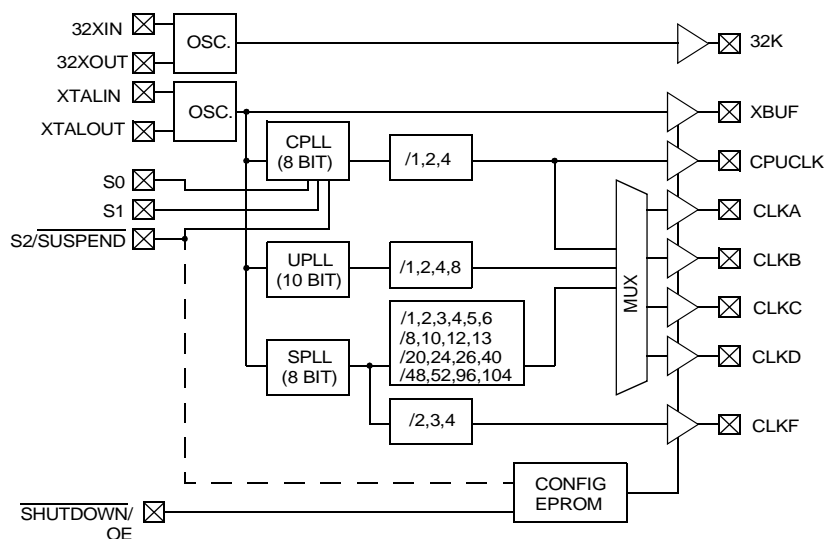 32XIN
OSC.
32K
32XOUT
XTALIN
OSC.
XBUF
XTALOUT
CPLL
(8 BIT)
/1,2,4
CPUCLK
S0
S1
CLKA
S2/SUSPEND
UPLL
(10 BIT)
/1,2,4,8
MUX
CLKB
CLKC
/1,2,3,4,5,6
/8,10,12,13
/20,24,26,40
/48,52,96,104
SPLL
(8 BIT)
CLKD
/2,3,4
CLKF
CONFIG
EPROM
SHUTDOWN/
OE